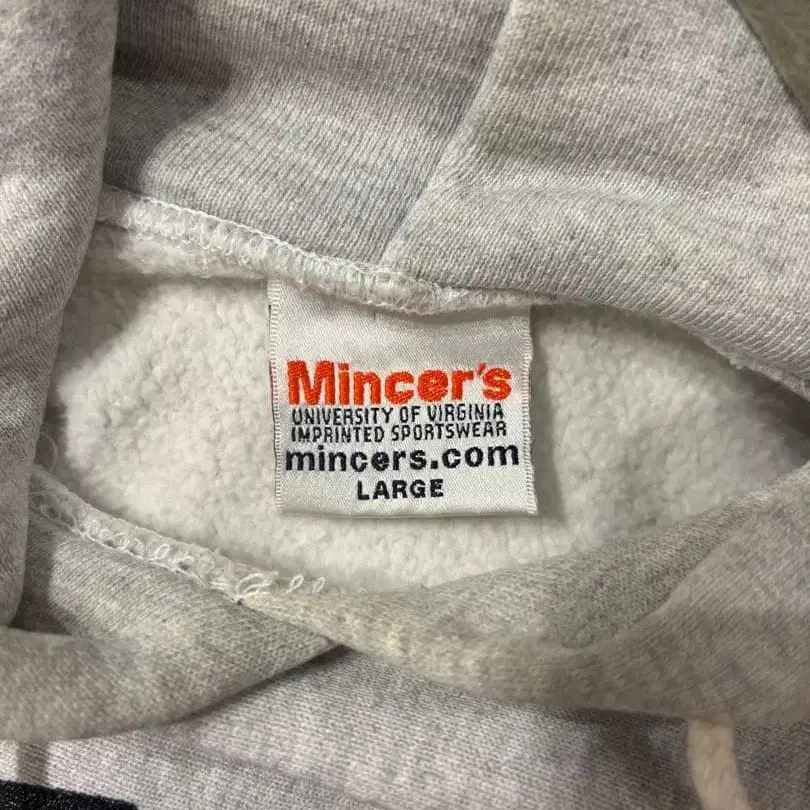 Mincer's
UNIVERSITY OF VIRGINIA
IMPRINTED SPORTSWEAR
mincers.com
LARGE